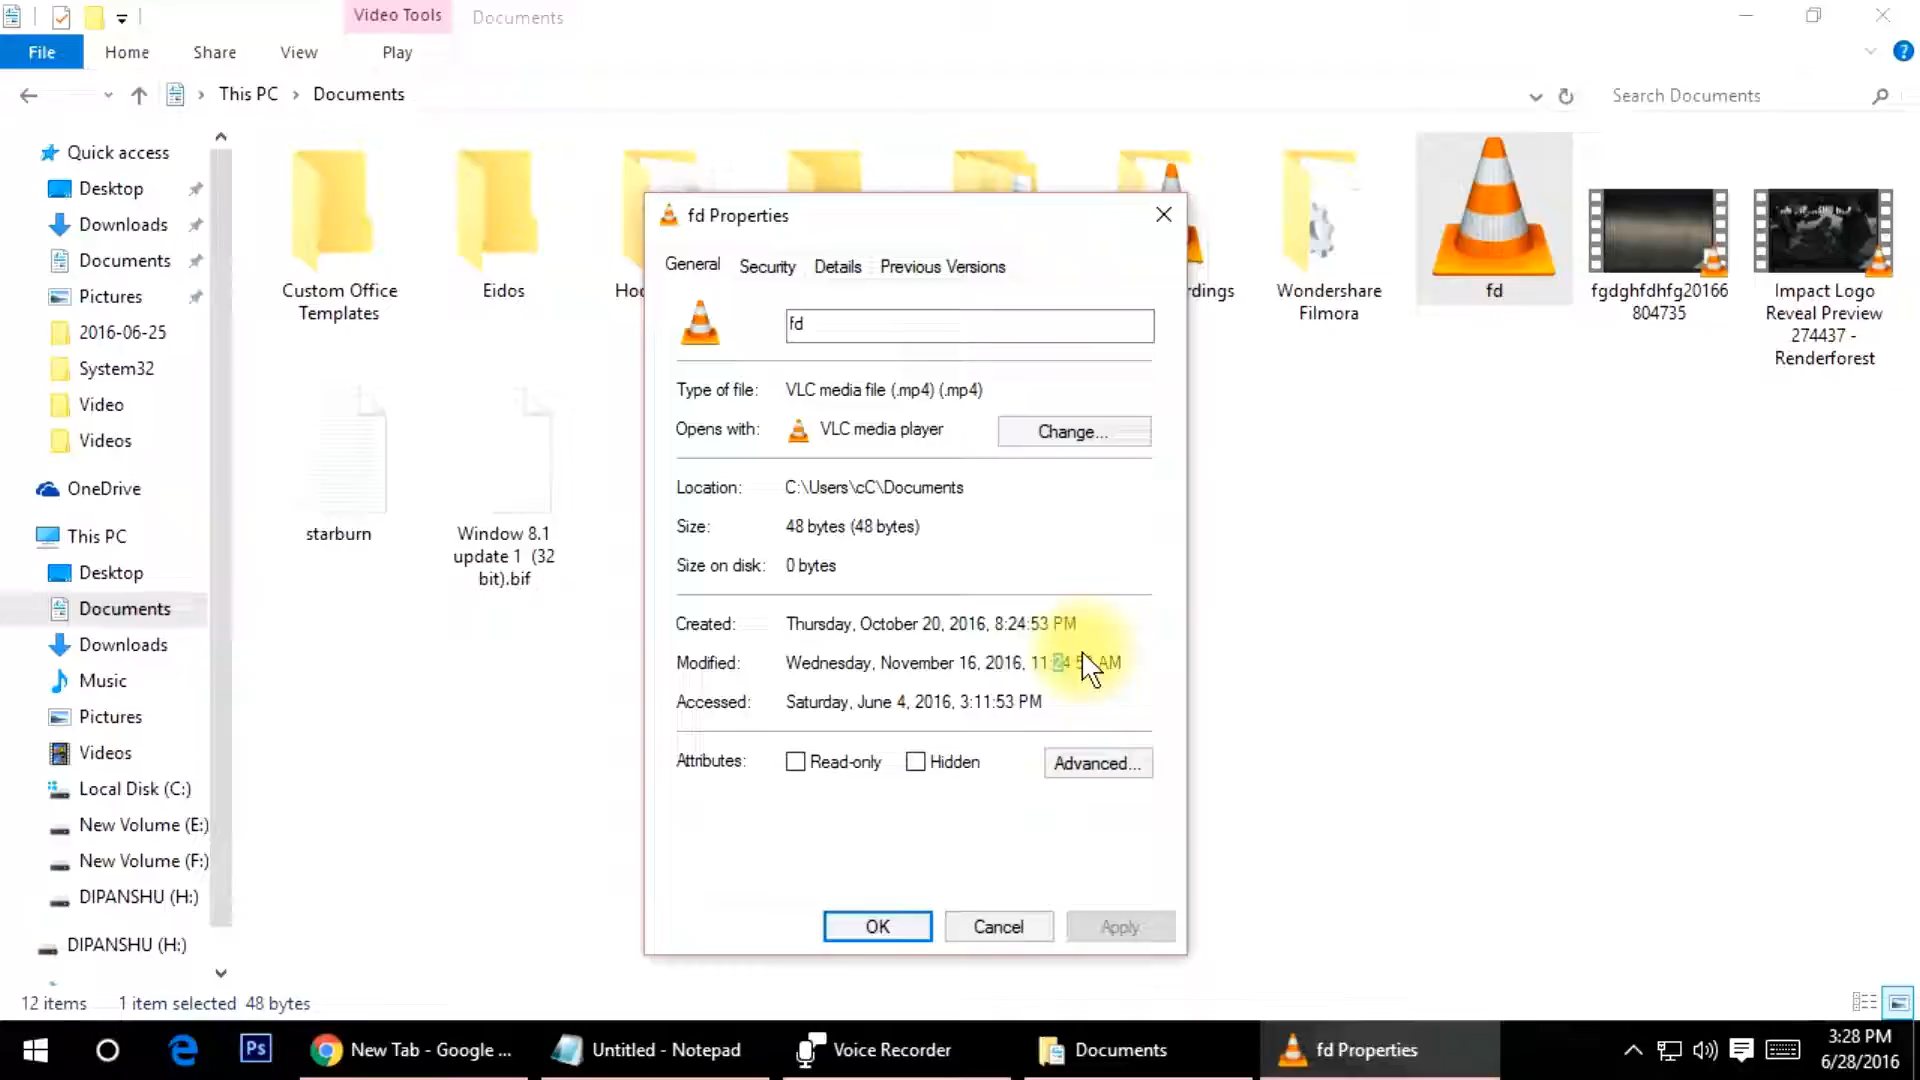 Video Tools
Documents
File
Home
Share
View
Play
This PC
Documents
Search Documents
Quick access
Desktop
Downloads
Documents
Pictures
2016-06-25
System32
Video
Videos
OneDrive
This PC
Desktop
Documents
Downloads
Music
Pictures
Videos
Local Disk (C:)
New Volume (E:)
New Volume (F:)
DIPANSHU (H:)
DIPANSHU (H:)
Custom Office
Templates
Eidos
Wondershare
Filmora
fd
fgdghfdhfg20166
804735
Impact Logo
Reveal Preview
274437 -
Renderforest
starburn
Window 8.1
update 1 (32
bit).bif
fd Properties
General
Security
Details
Previous Versions
fd
Type of file: VLC media file (.mp4) (.mp4)
Opens with: VLC media player
Change...
Location: C:\Users\cC\Documents
Size: 48 bytes (48 bytes)
Size on disk: 0 bytes
Created: Thursday, October 20, 2016, 8:24:53 PM
Modified: Wednesday, November 16, 2016, AM
Accessed: Saturday, June 4, 2016, 3:11:53 PM
Attributes: Read-only Hidden
Advanced...
OK
Cancel
Apply
12 items 1 item selected 48 bytes
Ps
New Tab - Google ...
Untitled - Notepad
Voice Recorder
Documents
fd Properties
3:28 PM
6/28/2016